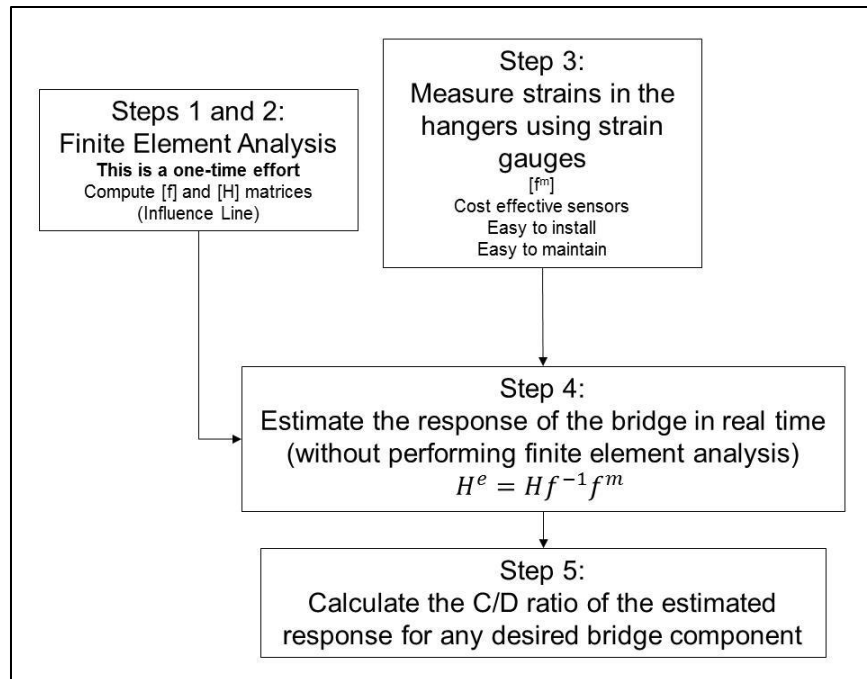 Steps 1 and 2:
Finite Element Analysis
This is a one-time effort
Compute [f] and [H] matrices
(Influence Line)
Step 3:
Measure strains in the
hangers using strain
gauges
[fᵐ]
Cost effective sensors
Easy to install
Easy to maintain
Step 4:
Estimate the response of the bridge in real time
(without performing finite element analysis)
Hᵉ = Hf⁻¹fᵐ
Step 5:
Calculate the C/D ratio of the estimated
response for any desired bridge component